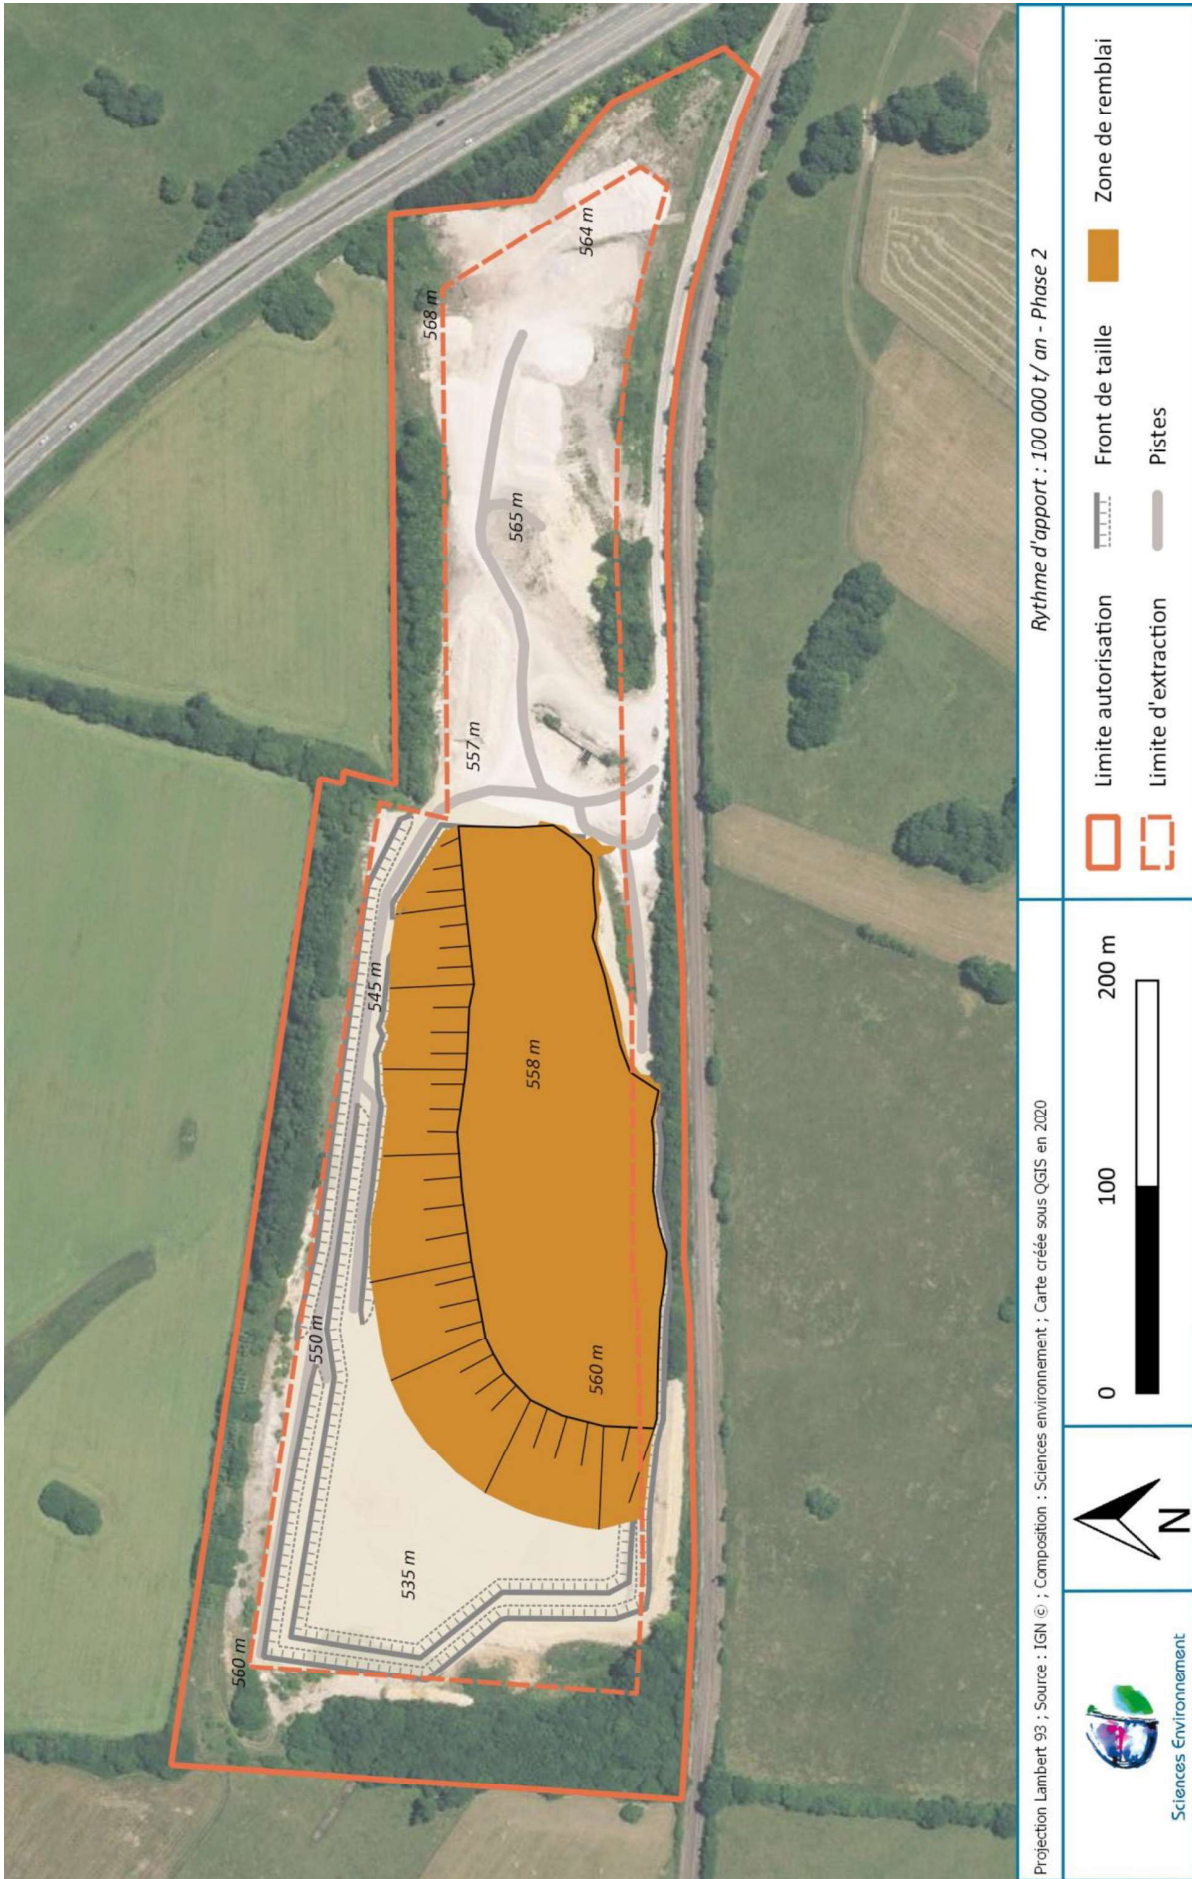 560 m
550 m
545 m
568 m
535 m
560 m
558 m
557 m
565 m
564 m
Projection Lambert 93 ; Source : IGN © ; Composition : Sciences environnement ; Carte créée sous QGIS en 2020
Rythme d'apport : 100 000 t/ an - Phase 2
Sciences Environnement
N
0 100 200 m
Limite autorisation
Front de taille
Zone de remblai
Limite d'extraction
Pistes